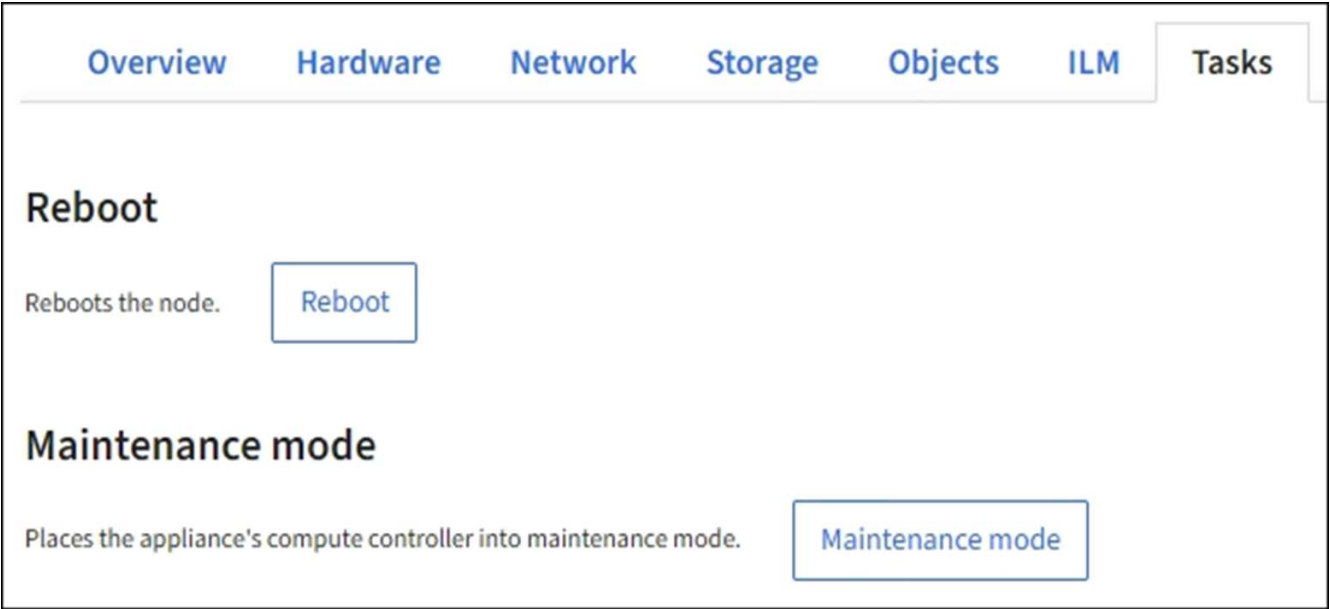 Overview Hardware Network Storage Objects ILM Tasks
Reboot
Reboots the node. Reboot
Maintenance mode
Places the appliance's compute controller into maintenance mode. Maintenance mode